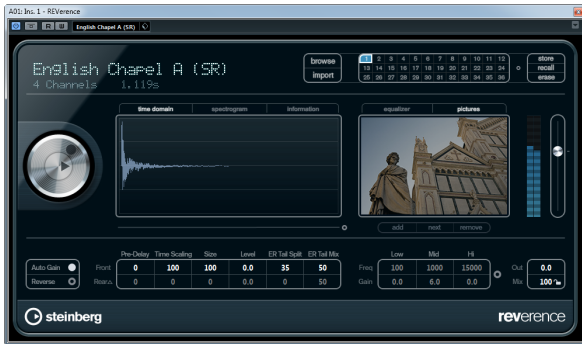 A01: Ins. 1 - REVerence
R W English Chapel A (SR)
English Chapel A (SR)
4 Channels 1.119s
browse
import
1 2 3 4 5 6 7 8 9 10 11 12
13 14 15 16 17 18 19 20 21 22 23 24
25 26 27 28 29 30 31 32 33 34 35 36
store
recall
erase
time domain spectrogram information
equalizer pictures
add next remove
Pre-Delay Time Scaling Size Level ER Tail Split ER Tail Mix
Auto Gain
Reverse
Front 0 100 100 0.0 35 50
Rear 0 0 0 0.0 0 50
Low Mid Hi
Freq 100 1000 15000
Gain 0.0 6.0 0.0
Out 0.0
Mix 100
steinberg
reverence